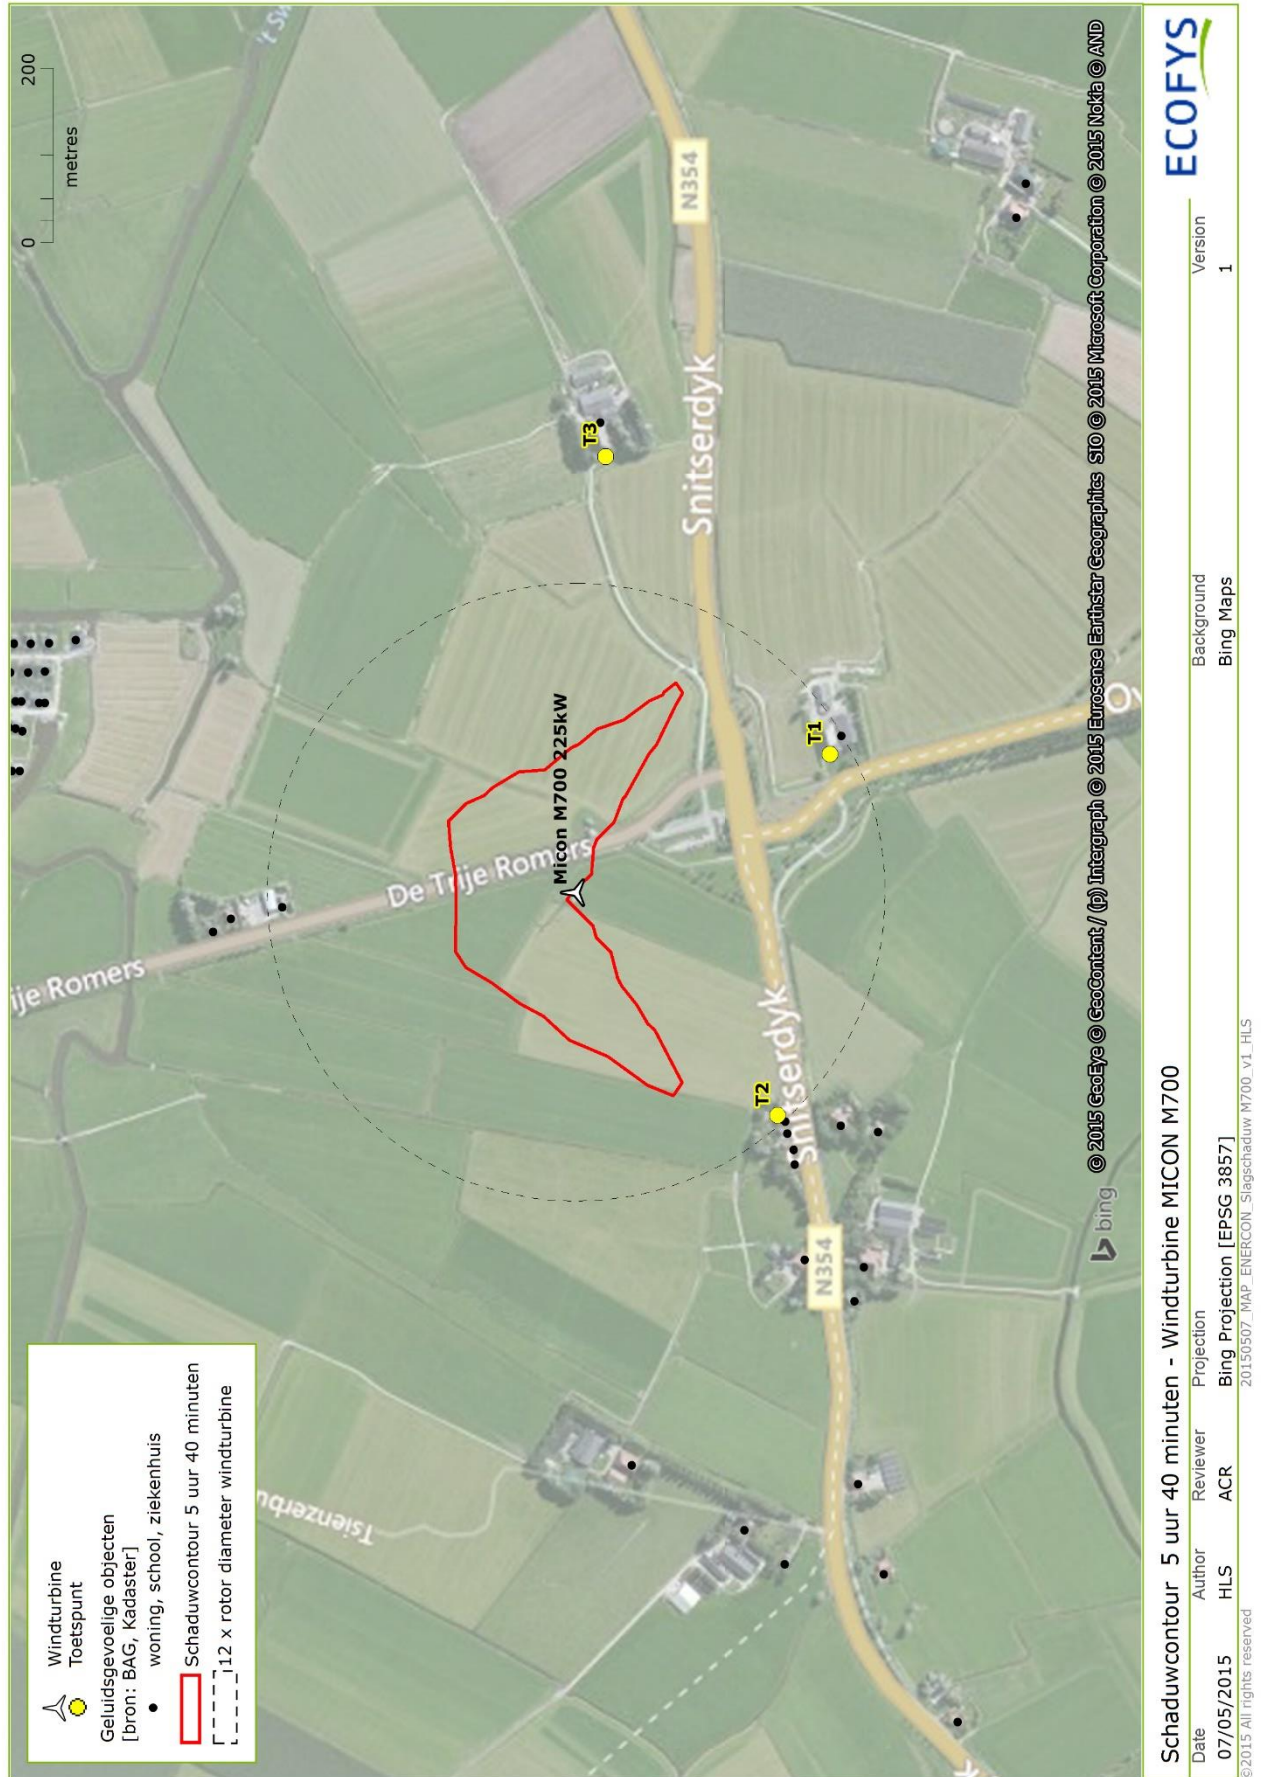 Windturbine
Toetspunt
Geluidsgevoelige objecten
[bron: BAG, Kadaster]
woning, school, ziekenhuis
Schaduwcontour 5 uur 40 minuten
12 x rotor diameter windturbine
0
200
metres
't Sw
Tsienzerbu
ije Romers
De Trije Romers
Micon M700 225kW
T3
T2
T1
Snitserdyk
Snitserdyk
N354
N354
bing
© 2015 GeoEye © GeoContent / (p) Intergraph © 2015 Eurosense Earthstar Geographics SIO © 2015 Microsoft Corporation © 2015 Nokia © AND
Schaduwcontour 5 uur 40 minuten - Windturbine MICON M700
ECOFYS
Date
Author
Reviewer
Projection
Background
Version
07/05/2015
HLS
ACR
Bing Projection [EPSG 3857]
Bing Maps
1
©2015 All rights reserved
20150507_MAP_ENERCON_Slagschaduw M700_v1_HLS